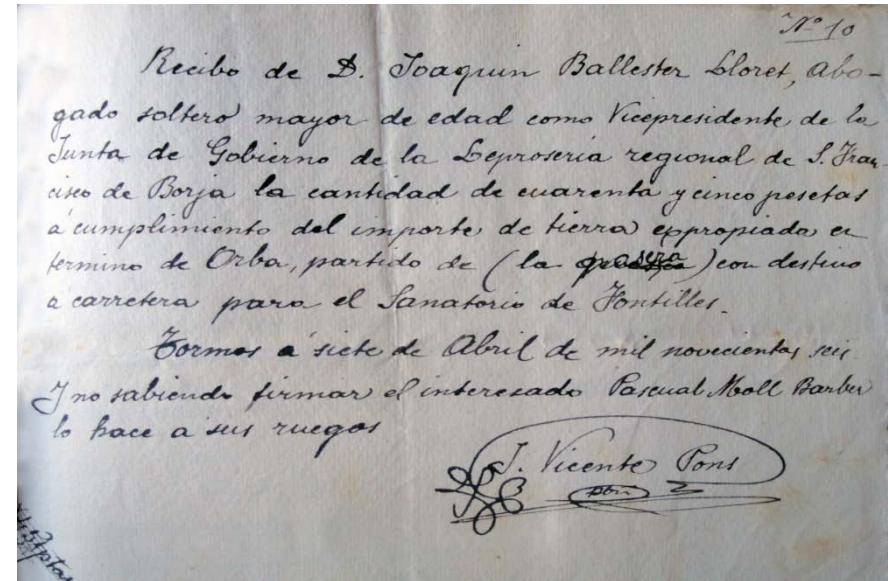 Nº 10
Recibo de D. Joaquin Ballester Lloret, Abo-
gado soltero mayor de edad como Vicepresidente de la
Junta de Gobierno de la Leproseria regional de S. Fran
cisco de Borja la cantidad de cuarenta y cinco pesetas
á cumplimiento del importe de tierra expropiada en
termino de Orba, partido de (la ) con destino
a carretera para el Sanatorio de Fontilles.
Tormos á siete de Abril de mil novecientos seis
Y no sabiendo firmar el interesado Pascual Moll Barber
lo hace a sus ruegos
J. Vicente Pons
45 ptas